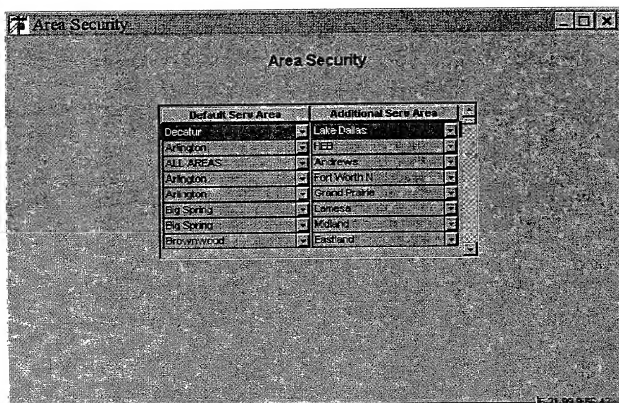 Area Security
Area Security
Default Serv Area Additional Serv Area
Decatur Lake Dallas
Arlington HEB
ALL AREAS Andrews
Arlington Fort Worth N
Arlington Grand Prairie
Big Spring Lamesa
Big Spring Midland
Brownwood Eastland